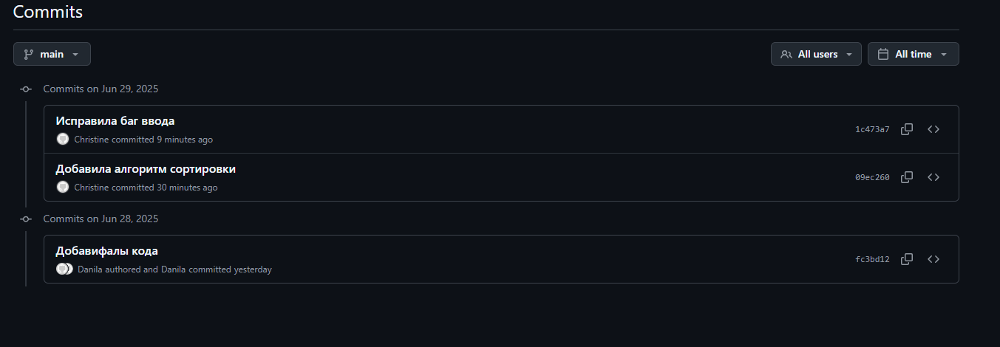 Commits
main
All users
All time
Commits on Jun 29, 2025
Исправила баг ввода
Christine committed 9 minutes ago
1c473a7
Добавила алгоритм сортировки
Christine committed 30 minutes ago
09ec260
Commits on Jun 28, 2025
Добавифалы кода
Danila authored and Danila committed yesterday
fc3bd12